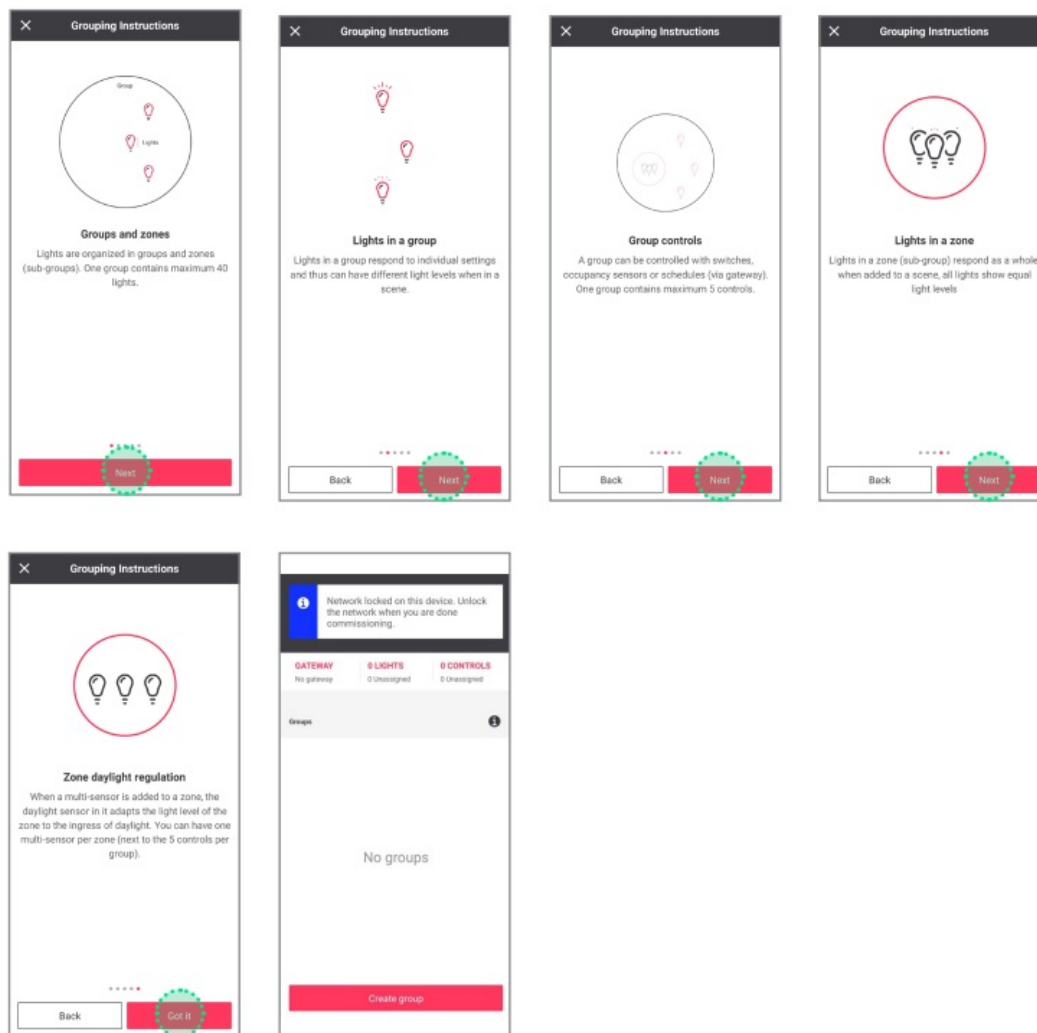 Grouping Instructions
Group
Lights
Groups and zones
Lights are organized in groups and zones
(sub-groups). One group contains maximum 40
lights.
Next
Grouping Instructions
Lights in a group
Lights in a group respond to individual settings
and thus can have different light levels when in a
scene.
Back
Next
Grouping Instructions
Group controls
A group can be controlled with switches,
occupancy sensors or schedules (via gateway).
One group contains maximum 5 controls.
Back
Next
Grouping Instructions
Lights in a zone
Lights in a zone (sub-group) respond as a whole
when added to a scene, all lights show equal
light levels
Back
Next
Grouping Instructions
Zone daylight regulation
When a multi-sensor is added to a zone, the
daylight sensor in it adapts the light level of the
zone to the ingress of daylight. You can have one
multi-sensor per zone (next to the 5 controls per
group).
Back
Got it
Network locked on this device. Unlock
the network when you are done
commissioning.
GATEWAY
No gateway
0 LIGHTS
0 Unassigned
0 CONTROLS
0 Unassigned
Groups
No groups
Create group